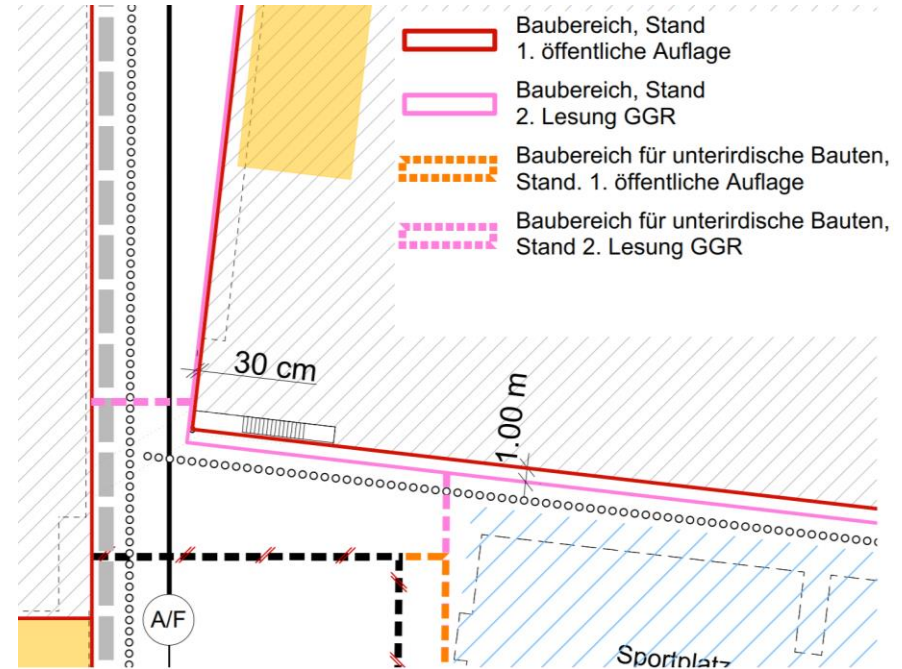 Baubereich, Stand
1. öffentliche Auflage
Baubereich, Stand
2. Lesung GGR
Baubereich für unterirdische Bauten,
Stand. 1. öffentliche Auflage
Baubereich für unterirdische Bauten,
Stand 2. Lesung GGR
30 cm
1.00 m
A/F
Sportplatz